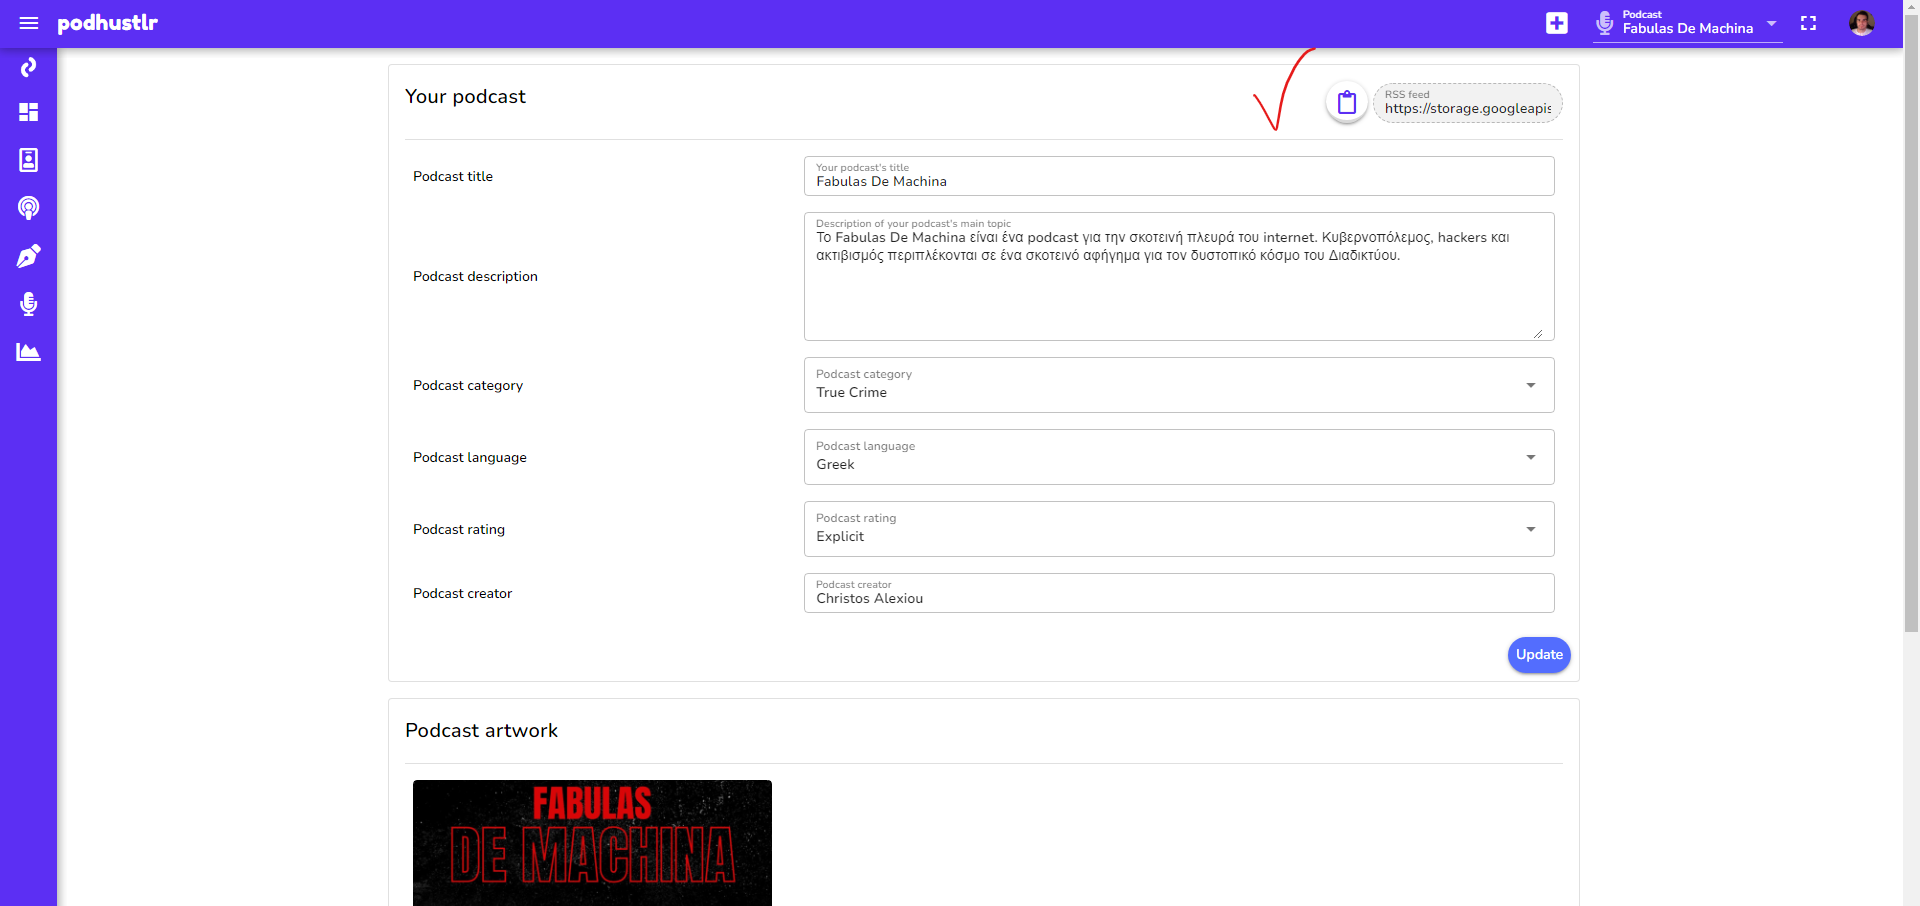 podhustlr
Podcast
Fabulas De Machina
Your podcast
RSS feed
https://storage.googleapis
Podcast title
Your podcast's title
Fabulas De Machina
Podcast description
Description of your podcast's main topic
Το Fabulas De Machina είναι ένα podcast για την σκοτεινή πλευρά του internet. Κυβερνοπόλεμος, hackers και
ακτιβισμός περιπλέκονται σε ένα σκοτεινό αφήγημα για τον δυστοπικό κόσμο του Διαδικτύου.
Podcast category
Podcast category
True Crime
Podcast language
Podcast language
Greek
Podcast rating
Podcast rating
Explicit
Podcast creator
Podcast creator
Christos Alexiou
Update
Podcast artwork
FABULAS
DE MACHINA